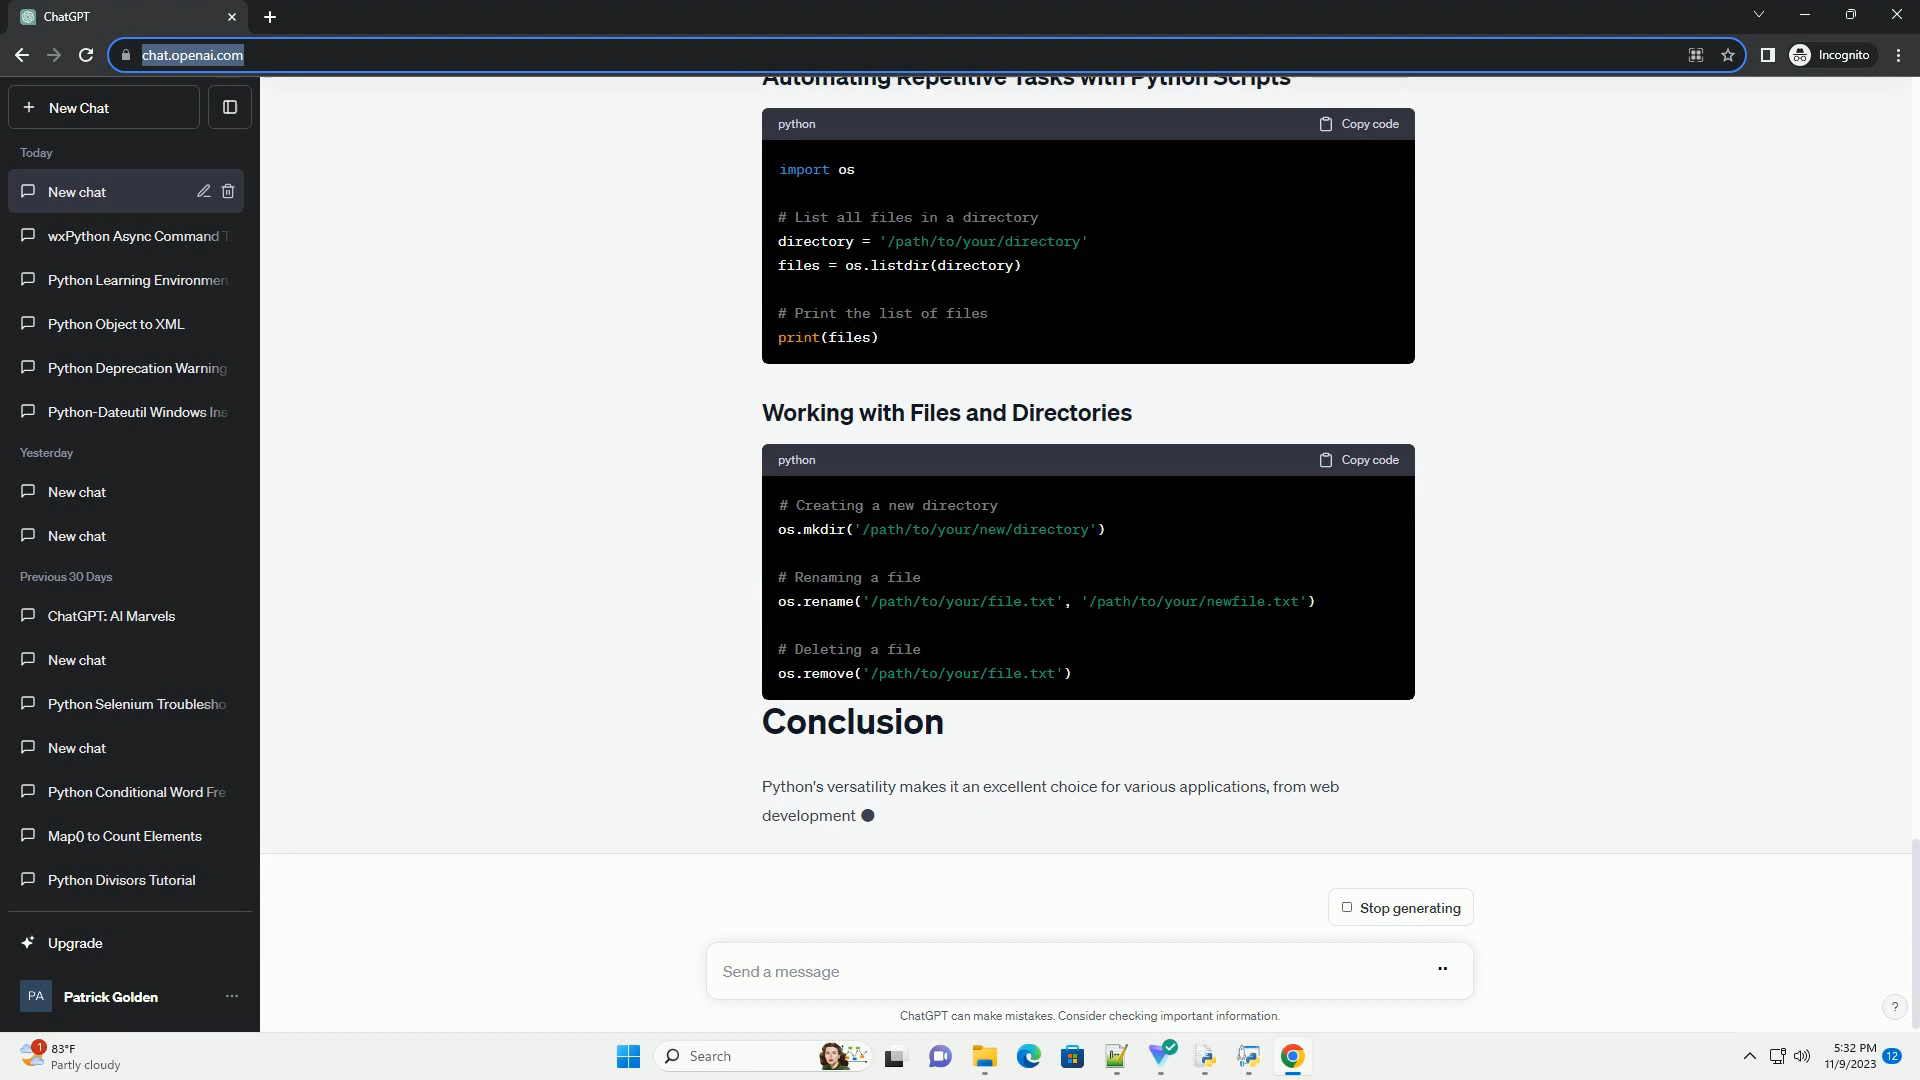 ChatGPT
chat.openai.com
Incognito
New Chat
Today
New chat
wxPython Async Command T
Python Learning Environmen
Python Object to XML
Python Deprecation Warning
Python-Dateutil Windows Ins
Yesterday
New chat
New chat
Previous 30 Days
ChatGPT: AI Marvels
New chat
Python Selenium Troublesho
New chat
Python Conditional Word Fre
Map() to Count Elements
Python Divisors Tutorial
Upgrade
PA Patrick Golden
Automating Repetitive Tasks with Python Scripts
python Copy code
import os
# List all files in a directory
directory = '/path/to/your/directory'
files = os.listdir(directory)
# Print the list of files
print(files)
Working with Files and Directories
python Copy code
# Creating a new directory
os.mkdir('/path/to/your/new/directory')
# Renaming a file
os.rename('/path/to/your/file.txt', '/path/to/your/newfile.txt')
# Deleting a file
os.remove('/path/to/your/file.txt')
Conclusion
Python's versatility makes it an excellent choice for various applications, from web
development
Stop generating
Send a message
ChatGPT can make mistakes. Consider checking important information.
?
1
83°F
Partly cloudy
Search
5:32 PM
11/9/2023
12